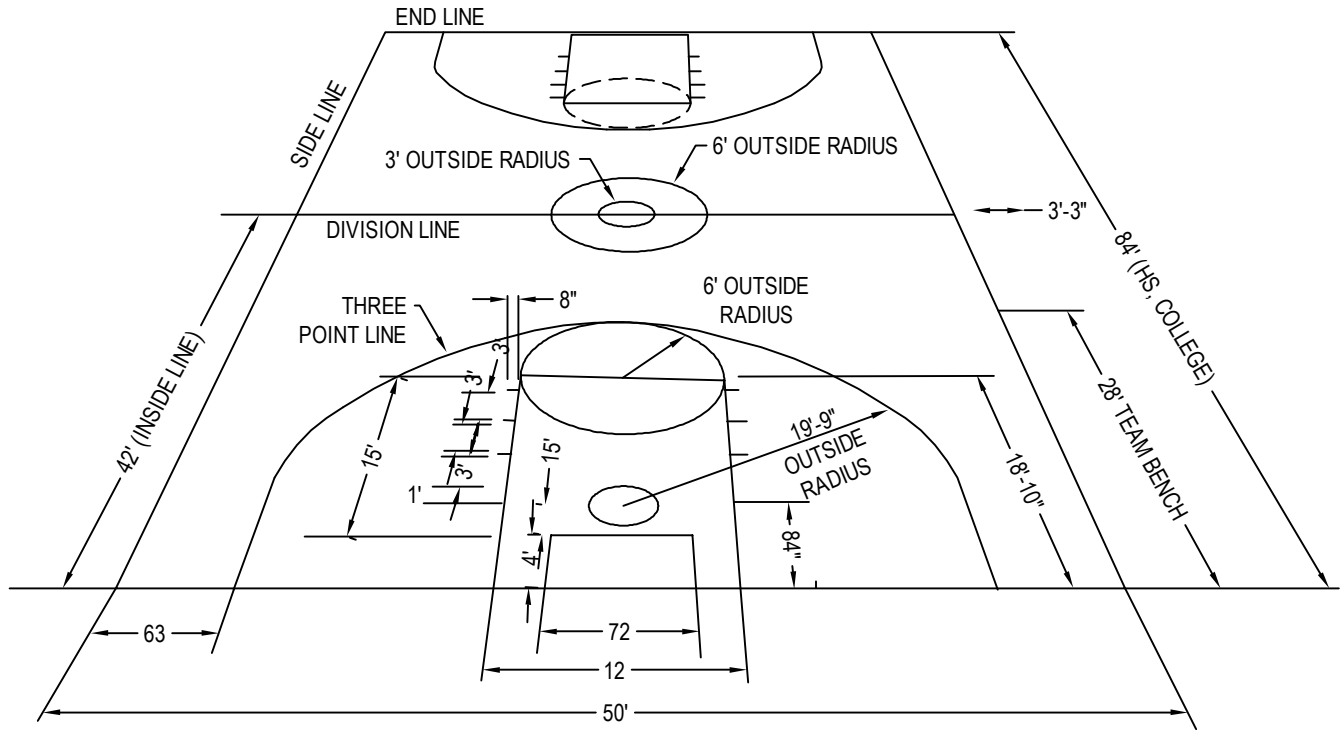 END LINE
SIDE LINE
3' OUTSIDE RADIUS
6' OUTSIDE RADIUS
DIVISION LINE
3'-3"
84' (HS, COLLEGE)
THREE
POINT LINE
8"
6' OUTSIDE
RADIUS
42' (INSIDE LINE)
3'
3'
28' TEAM BENCH
15'
15'
19'-9"
OUTSIDE
RADIUS
18'-10"
3'
1'
4'
84"
63
72
12
50'